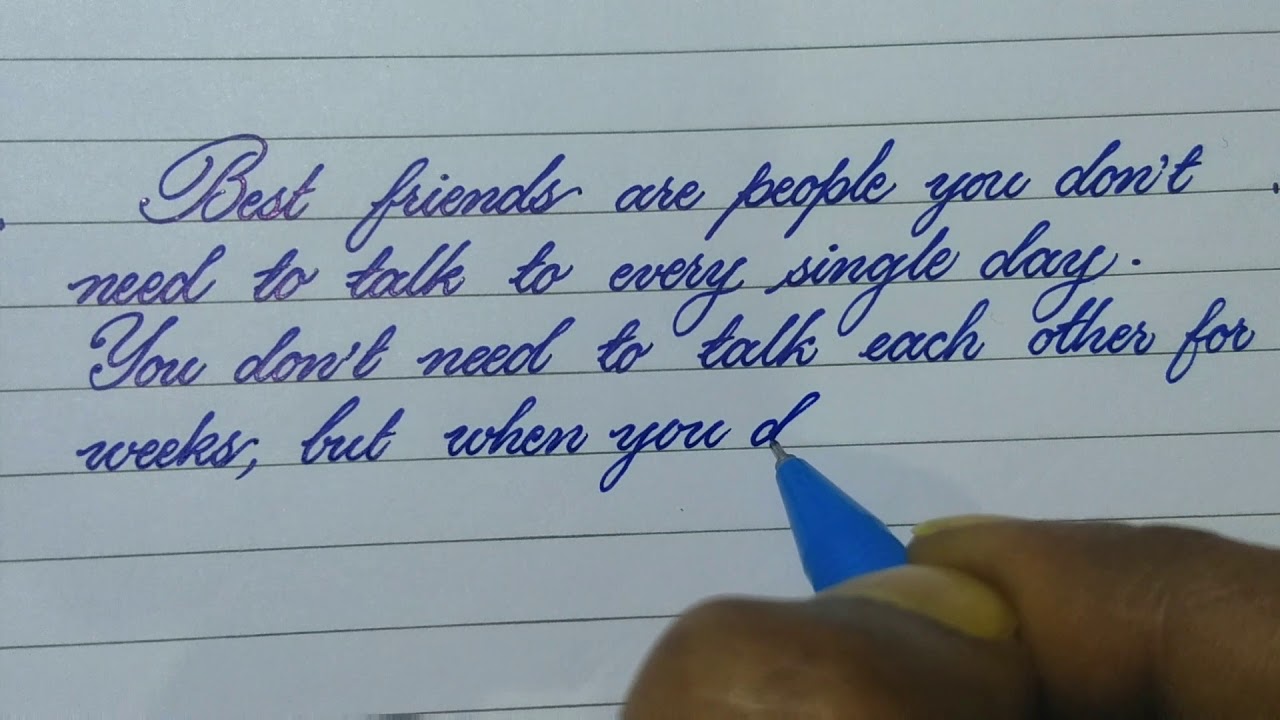 Best friends are people you don't
need to talk to every single day.
You don't need to talk each other for
weeks, but when you d